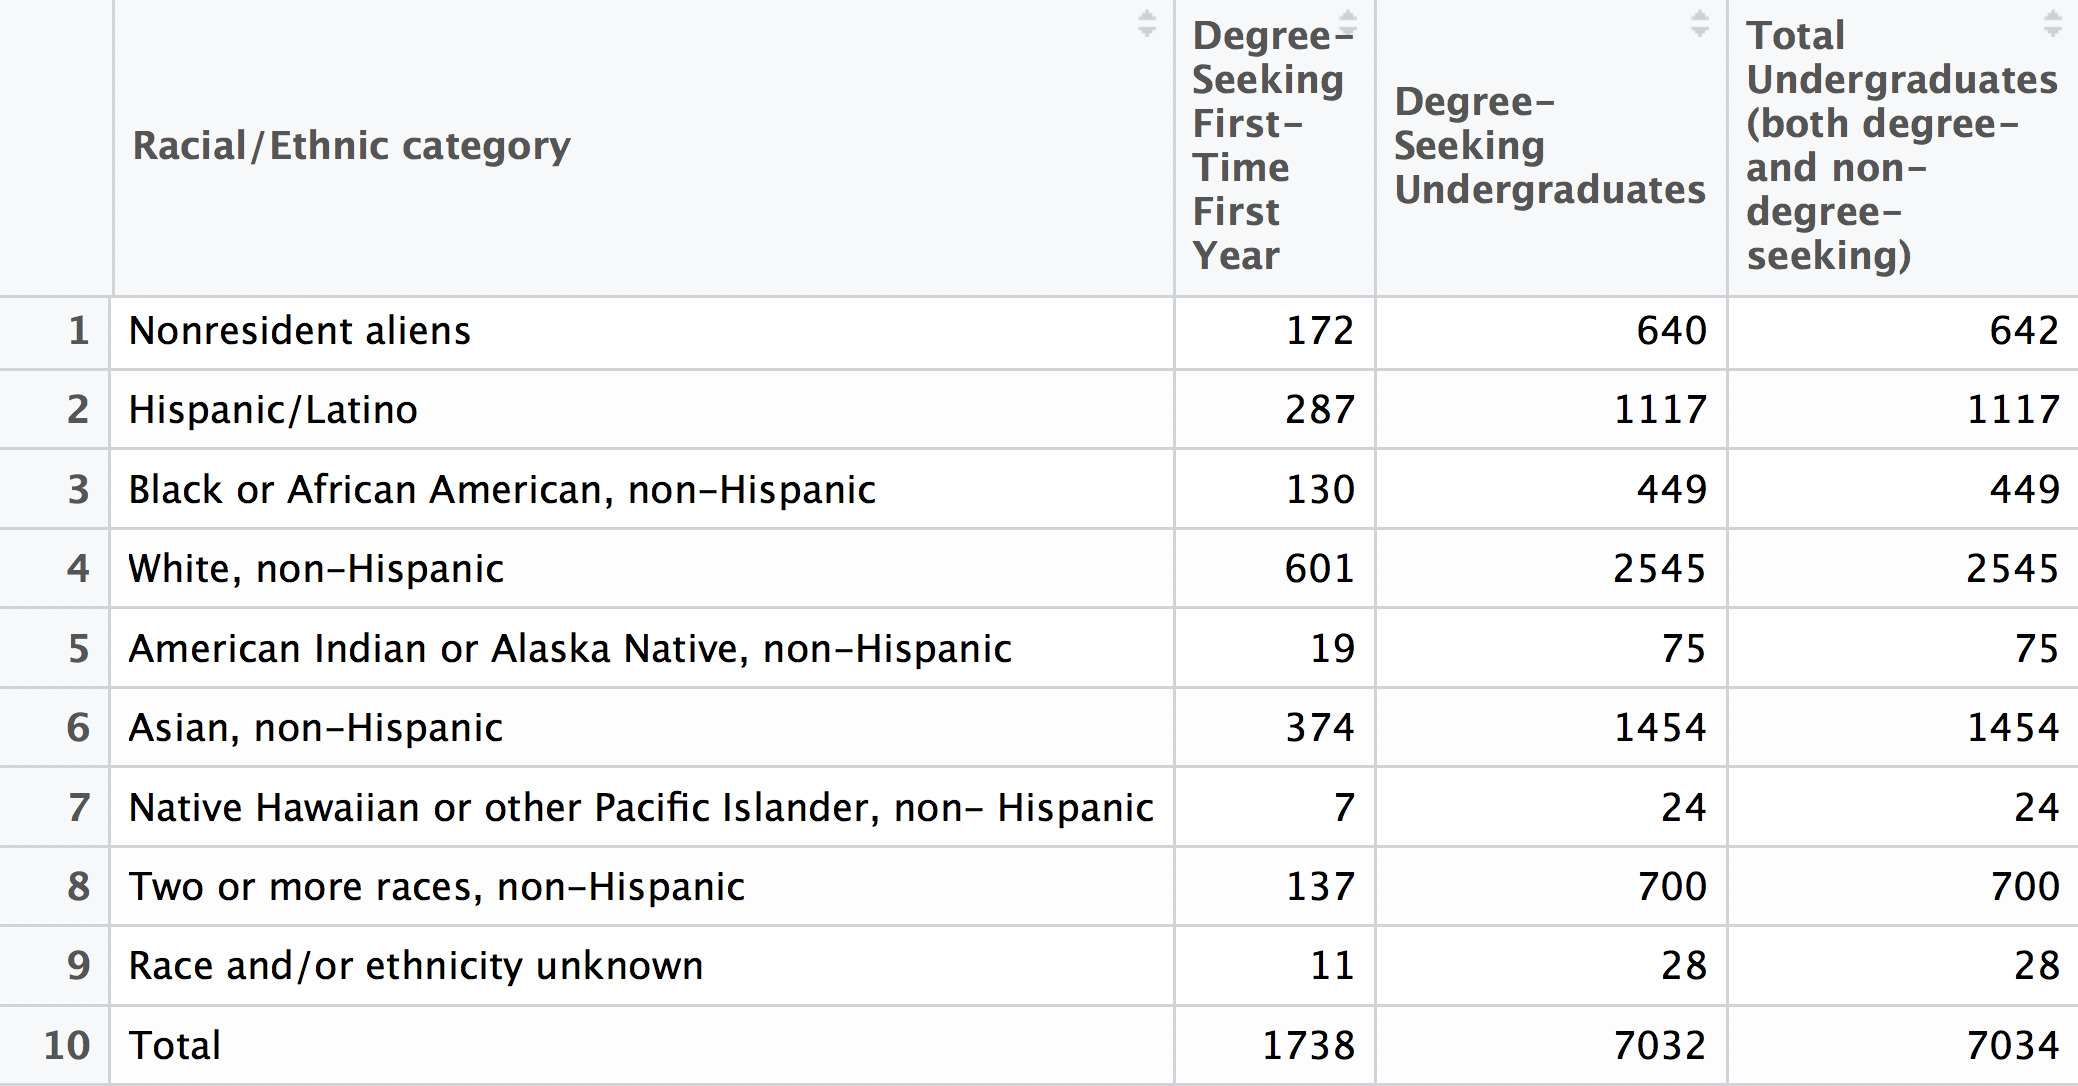 Racial/Ethnic category
Degree-
Seeking
First-
Time
First
Year
Degree-
Seeking
Undergraduates
Total
Undergraduates
(both degree-
and non-
degree-
seeking)
1 Nonresident aliens 172 640 642
2 Hispanic/Latino 287 1117 1117
3 Black or African American, non-Hispanic 130 449 449
4 White, non-Hispanic 601 2545 2545
5 American Indian or Alaska Native, non-Hispanic 19 75 75
6 Asian, non-Hispanic 374 1454 1454
7 Native Hawaiian or other Pacific Islander, non- Hispanic 7 24 24
8 Two or more races, non-Hispanic 137 700 700
9 Race and/or ethnicity unknown 11 28 28
10 Total 1738 7032 7034